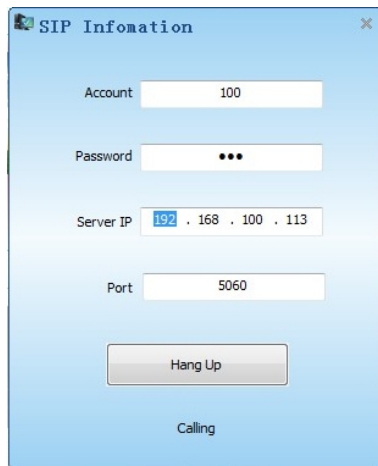 SIP Infomation
Account 100
Password •••
Server IP 192 . 168 . 100 . 113
Port 5060
Hang Up
Calling